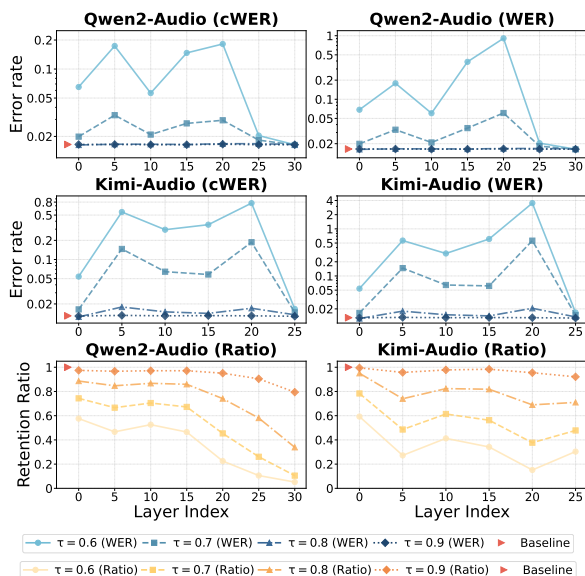 Qwen2-Audio (cWER) Qwen2-Audio (WER)
Error rate
0.2
0.1
0.05
0.02
0 5 10 15 20 25 30
1
0.5
0.2
0.1
0.05
0.02
0 5 10 15 20 25 30
Kimi-Audio (cWER) Kimi-Audio (WER)
Error rate
0.8
0.5
0.2
0.1
0.05
0.02
0 5 10 15 20 25
4
2
1
0.5
0.2
0.1
0.05
0.02
0 5 10 15 20 25
Qwen2-Audio (Ratio) Kimi-Audio (Ratio)
Retention Ratio
1
0.8
0.6
0.4
0.2
0
0 5 10 15 20 25 30
Layer Index
1
0.8
0.6
0.4
0.2
0
0 5 10 15 20 25
Layer Index
τ = 0.6 (WER) τ = 0.7 (WER) τ = 0.8 (WER) τ = 0.9 (WER) Baseline
τ = 0.6 (Ratio) τ = 0.7 (Ratio) τ = 0.8 (Ratio) τ = 0.9 (Ratio) Baseline